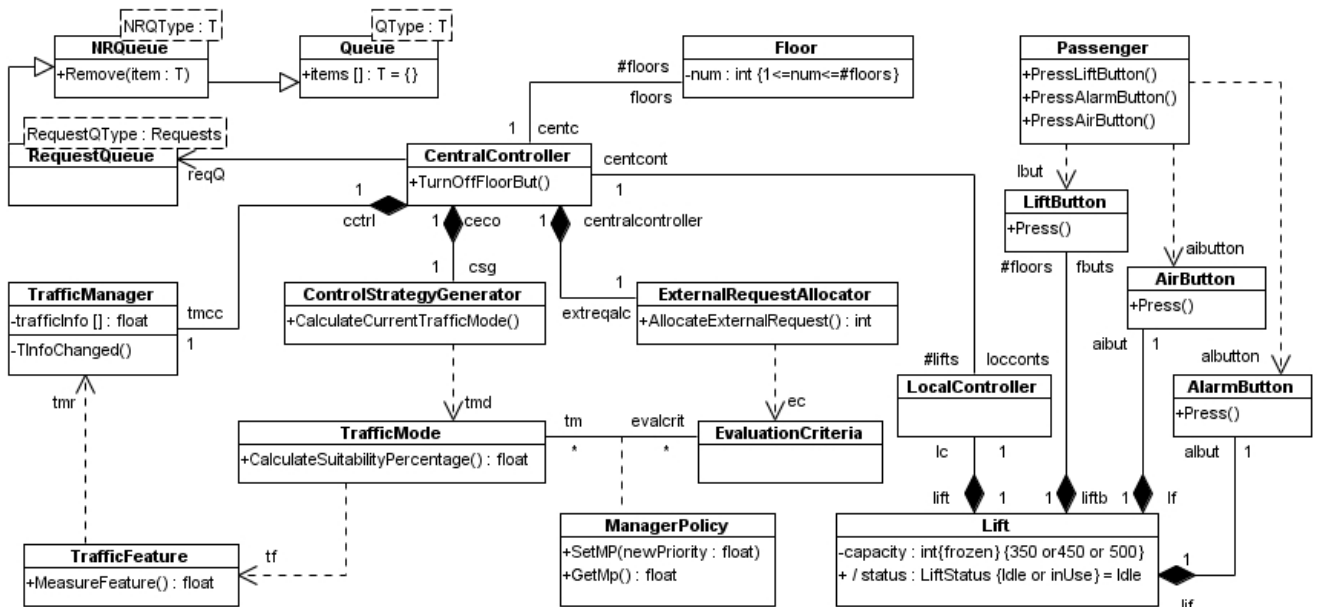 NRQType : T
QType : T
NRQueue
+Remove(item : T)
Queue
+items [] : T = {}
Floor
-num : int {1<=num<=#floors}
#floors
floors
Passenger
+PressLiftButton()
+PressAlarmButton()
+PressAirButton()
RequestQType : Requests
RequestQueue
reqQ
1
centc
CentralController
+TurnOffFloorBut()
centcont
1
1
cctrl
1
ceco
1
centralcontroller
lbut
LiftButton
+Press()
#floors
fbuts
aibutton
AirButton
+Press()
aibut
1
albutton
AlarmButton
+Press()
albut
1
TrafficManager
-trafficInfo [] : float
-TInfoChanged()
tmcc
1
1
csg
ControlStrategyGenerator
+CalculateCurrentTrafficMode()
1
extreqalc
ExternalRequestAllocator
+AllocateExternalRequest() : int
#lifts
locconts
LocalController
lc
1
tmr
tmd
ec
TrafficMode
+CalculateSuitabilityPercentage() : float
tm
*
evalcrit
*
EvaluationCriteria
lift
1
1
liftb
1
lf
TrafficFeature
+MeasureFeature() : float
tf
ManagerPolicy
+SetMP(newPriority : float)
+GetMp() : float
Lift
-capacity : int{frozen} {350 or450 or 500}
+ / status : LiftStatus {Idle or inUse} = Idle
1
lif